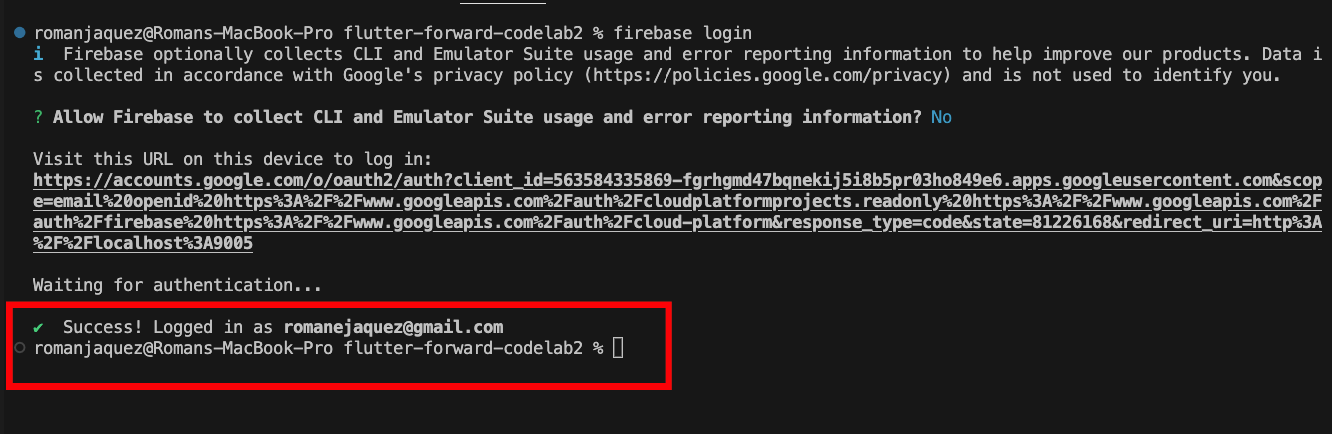 romanjaquez@Romans-MacBook-Pro flutter-forward-codelab2 % firebase login
i  Firebase optionally collects CLI and Emulator Suite usage and error reporting information to help improve our products. Data i
s collected in accordance with Google's privacy policy (https://policies.google.com/privacy) and is not used to identify you.
? Allow Firebase to collect CLI and Emulator Suite usage and error reporting information? No
Visit this URL on this device to log in:
https://accounts.google.com/o/oauth2/auth?client_id=563584335869-fgrhgmd47bqnekij5i8b5pr03ho849e6.apps.googleusercontent.com&scop
e=email%20openid%20https%3A%2F%2Fwww.googleapis.com%2Fauth%2Fcloudplatformprojects.readonly%20https%3A%2F%2Fwww.googleapis.com%2F
auth%2Ffirebase%20https%3A%2F%2Fwww.googleapis.com%2Fauth%2Fcloud-platform&response_type=code&state=81226168&redirect_uri=http%3A
%2F%2Flocalhost%3A9005
Waiting for authentication...
✔  Success! Logged in as romanejaquez@gmail.com
romanjaquez@Romans-MacBook-Pro flutter-forward-codelab2 %